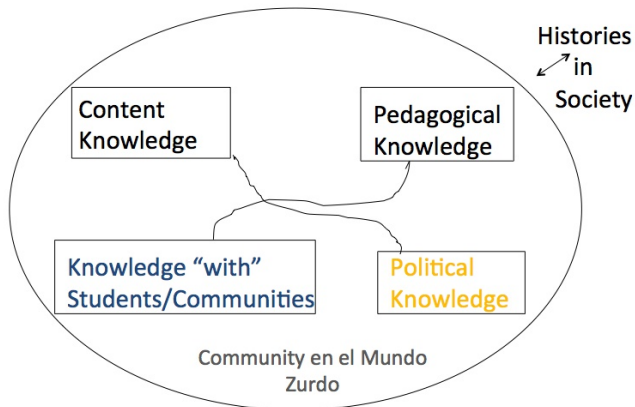 Histories
in
Society
Content
Knowledge
Pedagogical
Knowledge
Knowledge “with”
Students/Communities
Political
Knowledge
Community en el Mundo
Zurdo